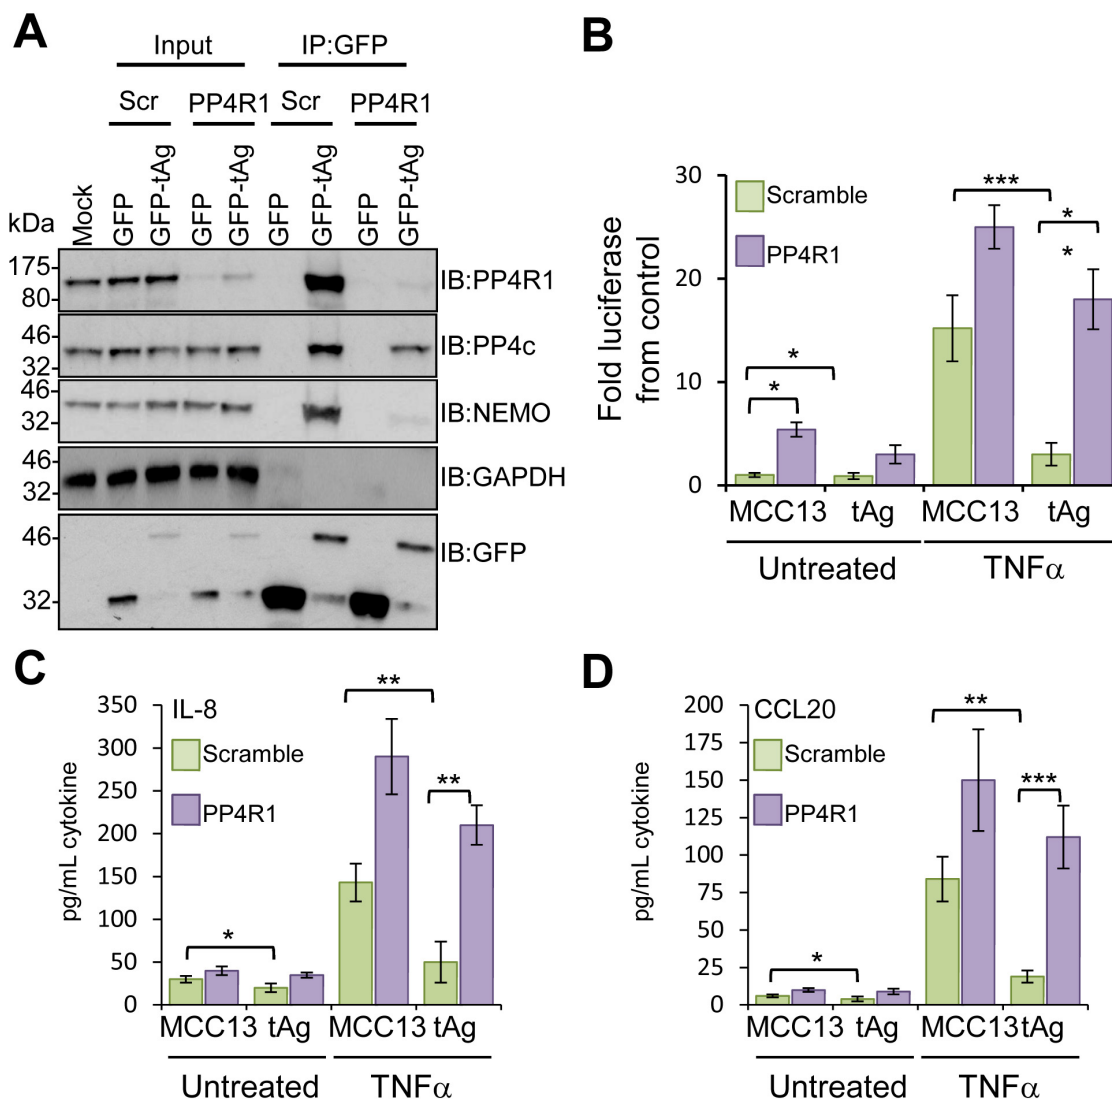 A
Input IP:GFP
Scr PP4R1 Scr PP4R1
kDa Mock GFP GFP-tAg GFP GFP-tAg GFP GFP-tAg GFP GFP-tAg
175-
80-
IB:PP4R1
46-
32-
IB:PP4c
46-
32-
IB:NEMO
46-
32-
IB:GAPDH
46-
32-
IB:GFP
B
Fold luciferase
from control
30
20
10
0
Scramble
PP4R1
*
*
***
*
*
MCC13 tAg MCC13 tAg
Untreated TNFα
C
pg/mL cytokine
350
300
250
200
150
100
50
0
IL-8
Scramble
PP4R1
*
**
**
MCC13 tAg MCC13 tAg
Untreated TNFα
D
pg/mL cytokine
200
175
150
125
100
75
50
25
0
CCL20
Scramble
PP4R1
*
**
***
MCC13 tAg MCC13 tAg
Untreated TNFα